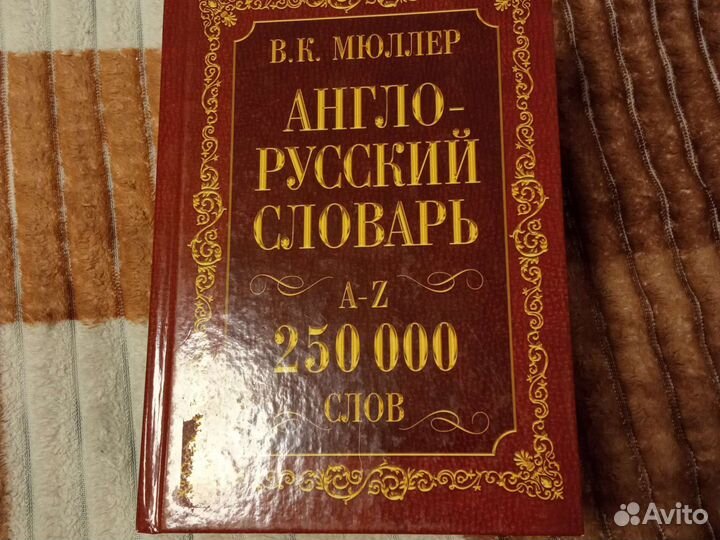 В.К. МЮЛЛЕР
АНГЛО-
РУССКИЙ
СЛОВАРЬ
A-Z
250 000
СЛОВ
Avito